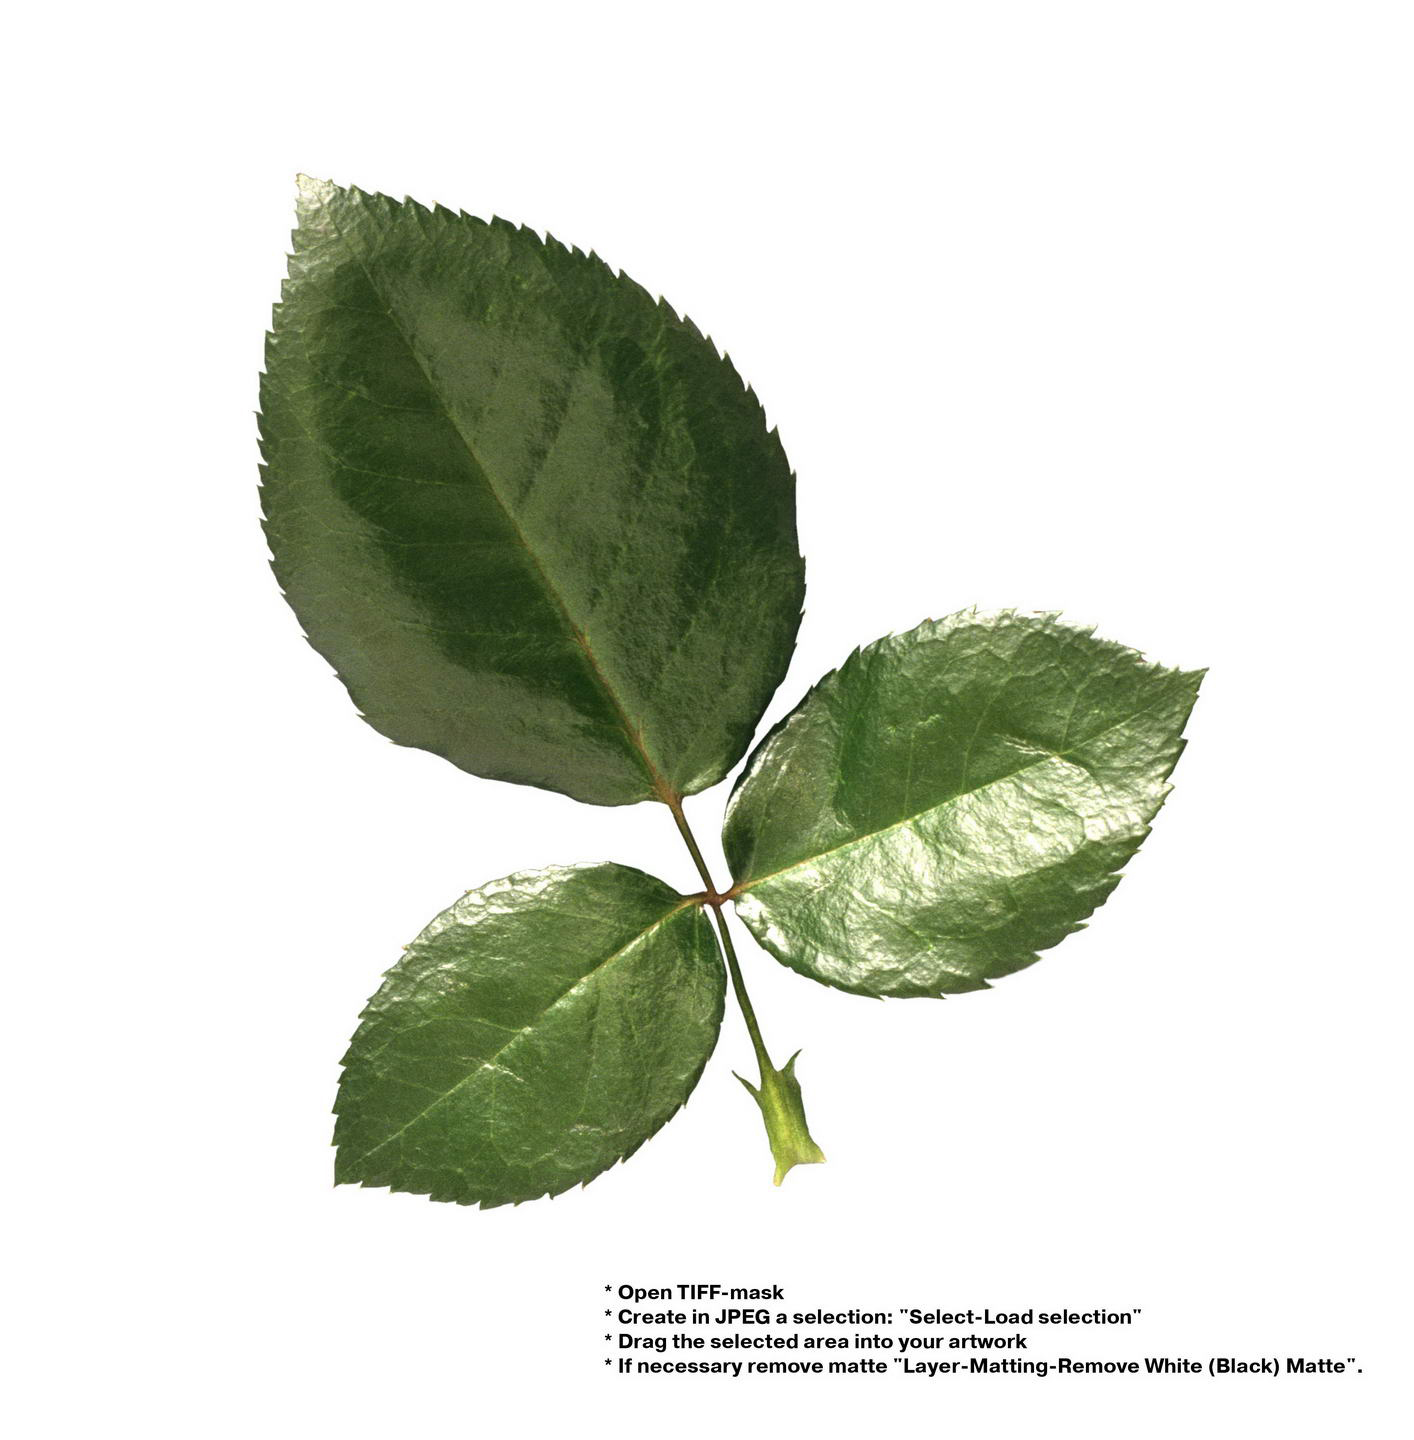 * Open TIFF-mask
* Create in JPEG a selection: "Select-Load selection"
* Drag the selected area into your artwork
* If necessary remove matte "Layer-Matting-Remove White (Black) Matte".